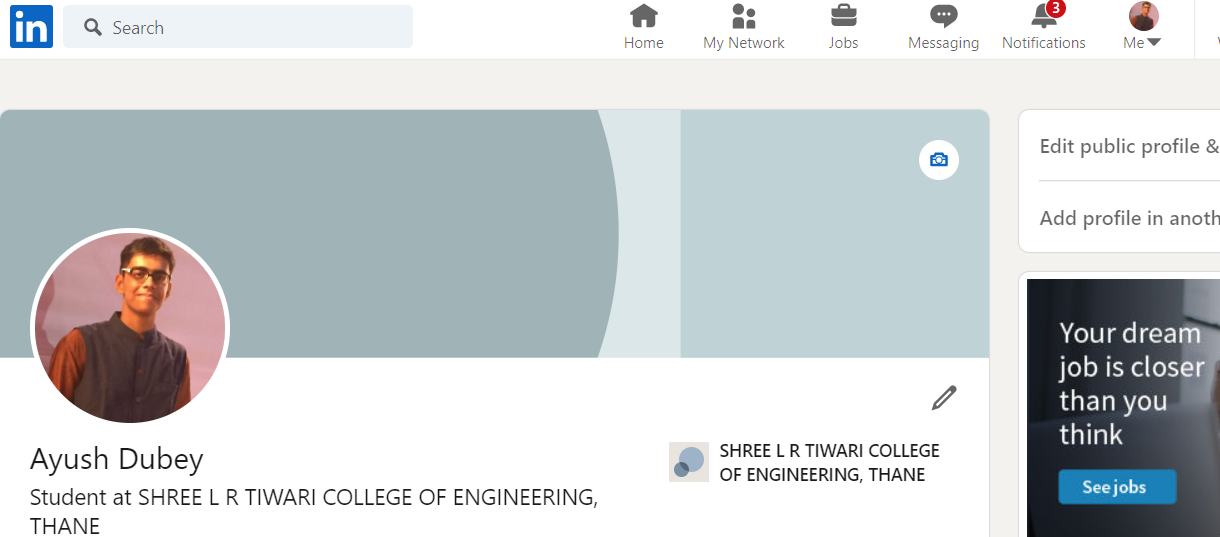 in
Search
Home
My Network
Jobs
Messaging
3
Notifications
Me
Edit public profile &
Add profile in anoth
Your dream
job is closer
than you
think
See jobs
Ayush Dubey
Student at SHREE L R TIWARI COLLEGE OF ENGINEERING,
THANE
SHREE L R TIWARI COLLEGE
OF ENGINEERING, THANE